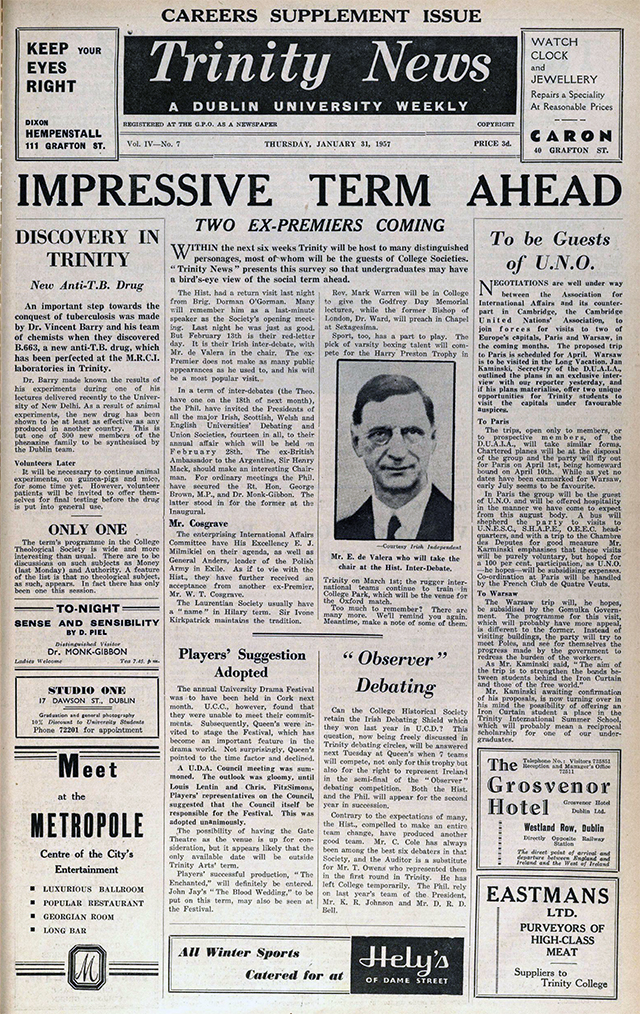 CAREERS SUPPLEMENT ISSUE
KEEP YOUR
EYES
RIGHT
DIXON
HEMPENSTALL
111 GRAFTON ST.
Trinity News
A DUBLIN UNIVERSITY WEEKLY
REGISTERED AT THE G.P.O. AS A NEWSPAPER
COPYRIGHT
Vol. IV—No. 7
THURSDAY, JANUARY 31, 1957
PRICE 3d.
WATCH
CLOCK
and
JEWELLERY
Repairs a Speciality
At Reasonable Prices
CARON
40 GRAFTON ST.
IMPRESSIVE TERM AHEAD
DISCOVERY IN
TRINITY
New Anti-T.B. Drug
An important step towards the
conquest of tuberculosis was made
by Dr. Vincent Barry and his team
of chemists when they discovered
B.663, a new anti-T.B. drug, which
has been perfected at the M.R.C.I.
laboratories in Trinity.
Dr. Barry made known the results of
his experiments during one of his
lectures delivered recently to the Univer-
sity of New Delhi. As a result of animal
experiments, the new drug has been
shown to be at least as effective as any
produced in another country. This is
but one of 300 new members of the
phenazine family to be synthesised by
the Dublin team.
Volunteers Later
It will be necessary to continue animal
experiments, on guinea-pigs and mice,
for some time yet. However, volunteer
patients will be invited to offer them-
selves for final testing before the drug
is put into general use.
ONLY ONE
The term's programme in the College
Theological Society is wide and more
interesting than usual. There are to be
discussions on such subjects as Money
(last Monday) and Authority. A feature
of the list is that no theological subject,
as such, appears. In fact there has only
been one this session.
TO-NIGHT
SENSE AND SENSIBILITY
BY D. PIEL
Distinguished Visitor
Dr. MONK-GIBBON
Ladies Welcome
Tea 7.45 p.m.
STUDIO ONE
17 DAWSON ST., DUBLIN
Graduation and general photography
10% Discount to University Students
Phone 72201 for appointment
Meet
at the
METROPOLE
Centre of the City's
Entertainment
LUXURIOUS BALLROOM
POPULAR RESTAURANT
GEORGIAN ROOM
LONG BAR
M
TWO EX-PREMIERS COMING
WITHIN the next six weeks Trinity will be host to many distinguished
personages, most of whom will be the guests of College Societies.
"Trinity News" presents this survey so that undergraduates may have
a bird's-eye view of the social term ahead.
The Hist. had a return visit last night
from Brig. Dorman O'Gorman. Many
will remember him as a last-minute
speaker as the Society's opening meet-
ing. Last night he was just as good.
But February 13th is their red-letter
day. It is their Irish inter-debate, with
Mr. de Valera in the chair. The ex-
Premier does not make as many public
appearances as he used to, and his will
be a most popular visit.
In a term of inter-debates (the Theo.
have one on the 18th of next month),
the Phil. have invited the Presidents of
all the major Irish, Scottish, Welsh and
English Universities' Debating and
Union Societies, fourteen in all, to their
annual affair which will be held on
February 28th. The ex-British
Ambassador to the Argentine, Sir Henry
Mack, should make an interesting Chair-
man. For ordinary meetings the Phil.
have secured the Rt. Hon. George
Brown, M.P., and Dr. Monk-Gibbon. The
latter stood in for the former at the
Inaugural.
Mr. Cosgrave
The enterprising International Affairs
Committee have His Excellency E. J.
Milmikie on their agenda, as well as
General Anders, leader of the Polish
Army in Exile. As if to vie with the
Hist., they have further received an
acceptance from another ex-Premier,
Mr. W. T. Cosgrave.
The Laurentian Society usually have
a "name" in Hilary term. Sir Ivone
Kirkpatrick maintains the tradition.
Rev. Mark Warren will be in College
to give the Godfrey Day Memorial
lectures, while the former Bishop of
London, Dr. Ward, will preach in Chapel
at Sexagesima.
Sport, too, has a part to play. The
pick of varsity boxing talent will com-
pete for the Harry Preston Trophy in
—Courtesy Irish Independent
Mr. E. de Valera who will take the
chair at the Hist. Inter-Debate.
Trinity on March 1st; the rugger inter-
national teams continue to train in
College Park, which will be the venue for
the Oxford match.
Too much to remember? There are
many more. We'll remind you again.
Meantime, make a note of some of them.
Players' Suggestion
Adopted
The annual University Drama Festival
was to have been held in Cork next
month. U.C.C., however, found that
they were unable to meet their commit-
ments. Subsequently, Queen's were in-
vited to stage the Festival, which has
become an important feature in the
drama world. Not surprisingly, Queen's
pointed to the time factor and declined.
A U.D.A. Council meeting was sum-
moned. The outlook was gloomy, until
Louis Lentin and Chris. FitzSimons,
Players' representatives on the Council,
suggested that the Council itself be
responsible for the Festival. This was
adopted unanimously.
The possibility of having the Gate
Theatre as the venue is up for con-
sideration, but it appears likely that the
only available date will be outside
Trinity Arts' term.
Players' successful production, "The
Enchanted," will definitely be entered.
John Jay's "The Blood Wedding," to be
put on this term, may also be seen at
the Festival.
"Observer"
Debating
Can the College Historical Society
retain the Irish Debating Shield which
they won last year in U.C.D.? This
question, now being freely discussed in
Trinity debating circles, will be answered
next Tuesday at Queen's when 7 teams
will compete, not only for this trophy but
also for the right to represent Ireland
in the semi-final of the "Observer"
debating competition. Both the Hist.
and the Phil. will appear for the second
year in succession.
Contrary to the expectations of many,
the Hist., compelled to make an entire
team change, have produced another
good team. Mr. C. Cole has always
been among the best six debaters in that
Society, and the Auditor is a substitute
for Mr. T. Owens who represented them
in the first round in Trinity. He has
left College temporarily. The Phil. rely
on last year's team of the President,
Mr. K. R. Johnson and Mr. D. R. D.
Bell.
All Winter Sports
Catered for at
Hely's
OF DAME STREET
To be Guests
of U.N.O.
NEGOTIATIONS are well under way
between the Association for
International Affairs and its counter-
part in Cambridge, the Cambridge
United Nations' Association, to
join forces for visits to two of
Europe's capitals, Paris and Warsaw, in
the coming months. The proposed trip
to Paris is scheduled for April. Warsaw
is to be visited in the Long Vacation. Jan
Kaminski, Secretary of the D.U.A.I.A.,
outlined the plans in an exclusive inter-
view with our reporter yesterday, and
if his plans materialise, offer two unique
opportunities for Trinity students to
visit the capitals under favourable
auspices.
To Paris
The trips, open only to members, or
to prospective members, of the
D.U.A.I.A., will take similar forms.
Chartered planes will be at the disposal
of the group and the party will fly out
for Paris on April 1st, being homeward
bound on April 10th. While as yet no
dates have been earmarked for Warsaw,
early July seems to be favourite.
In Paris the group will be the guest
of U.N.O. and will be offered hospitality
in the manner we have come to expect
from this august body. A bus will
shepherd the party to visits to
U.N.E.S.C., S.H.A.P.E., O.E.E.C. head-
quarters, and with a trip to the Chambre
des Deputes for good measure Mr.
Karminski emphasises that these visits
will be purely voluntary, but hoped for
a 100 per cent. participation, as U.N.O.
—he hopes—will be subsidising expenses.
Co-ordination at Paris will be handled
by the French Club de Quatre Veuts.
To Warsaw
The Warsaw trip will, he hopes,
be subsidised by the Gomulka Govern-
ment. The programme for this visit,
which will probably have more appeal,
is different to the former. Instead of
visiting buildings, the party will try to
meet Poles, and see for themselves the
progress made by the government to
redress the burden of the workers.
As Mr. Kaminski said, "The aim of
the trip is to strengthen the bonds be-
tween students behind the Iron Curtain
and those of the free world."
Mr. Kaminski awaiting confirmation
of his proposals, is now turning over in
his mind the possibility of offering an
Iron Curtain student a place in the
Trinity International Summer School,
which will probably mean a reciprocal
scholarship for one of our under-
graduates.
The
Grosvenor
Hotel
Telephone No.: Visitors 73585I
Reception and Manager's Office
72811
Grosvenor Hotel
Dublin Ltd.
Westland Row, Dublin
Directly Opposite Railway
Station
The direct point of arrival and
departure between England and
Ireland and the West of Ireland
EASTMANS
LTD.
PURVEYORS OF
HIGH-CLASS
MEAT
Suppliers to
Trinity College